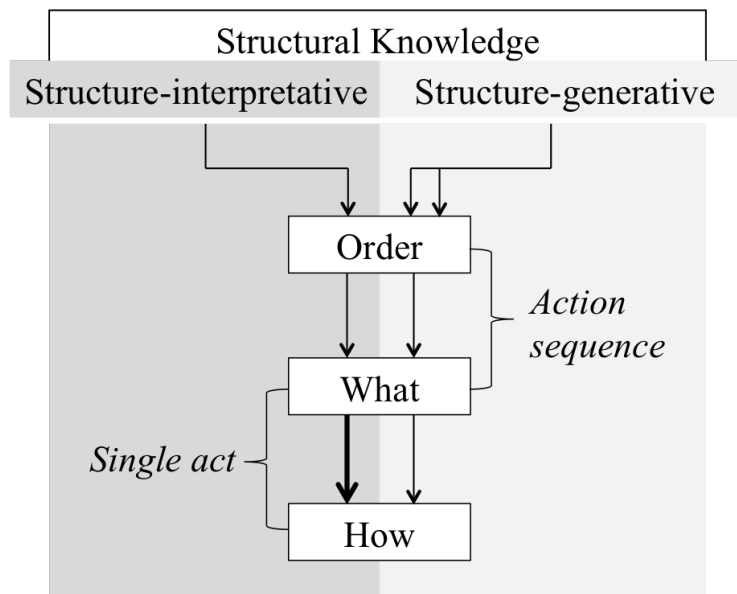 Structural Knowledge
Structure-interpretative
Structure-generative
Order
Action
sequence
What
Single act
How